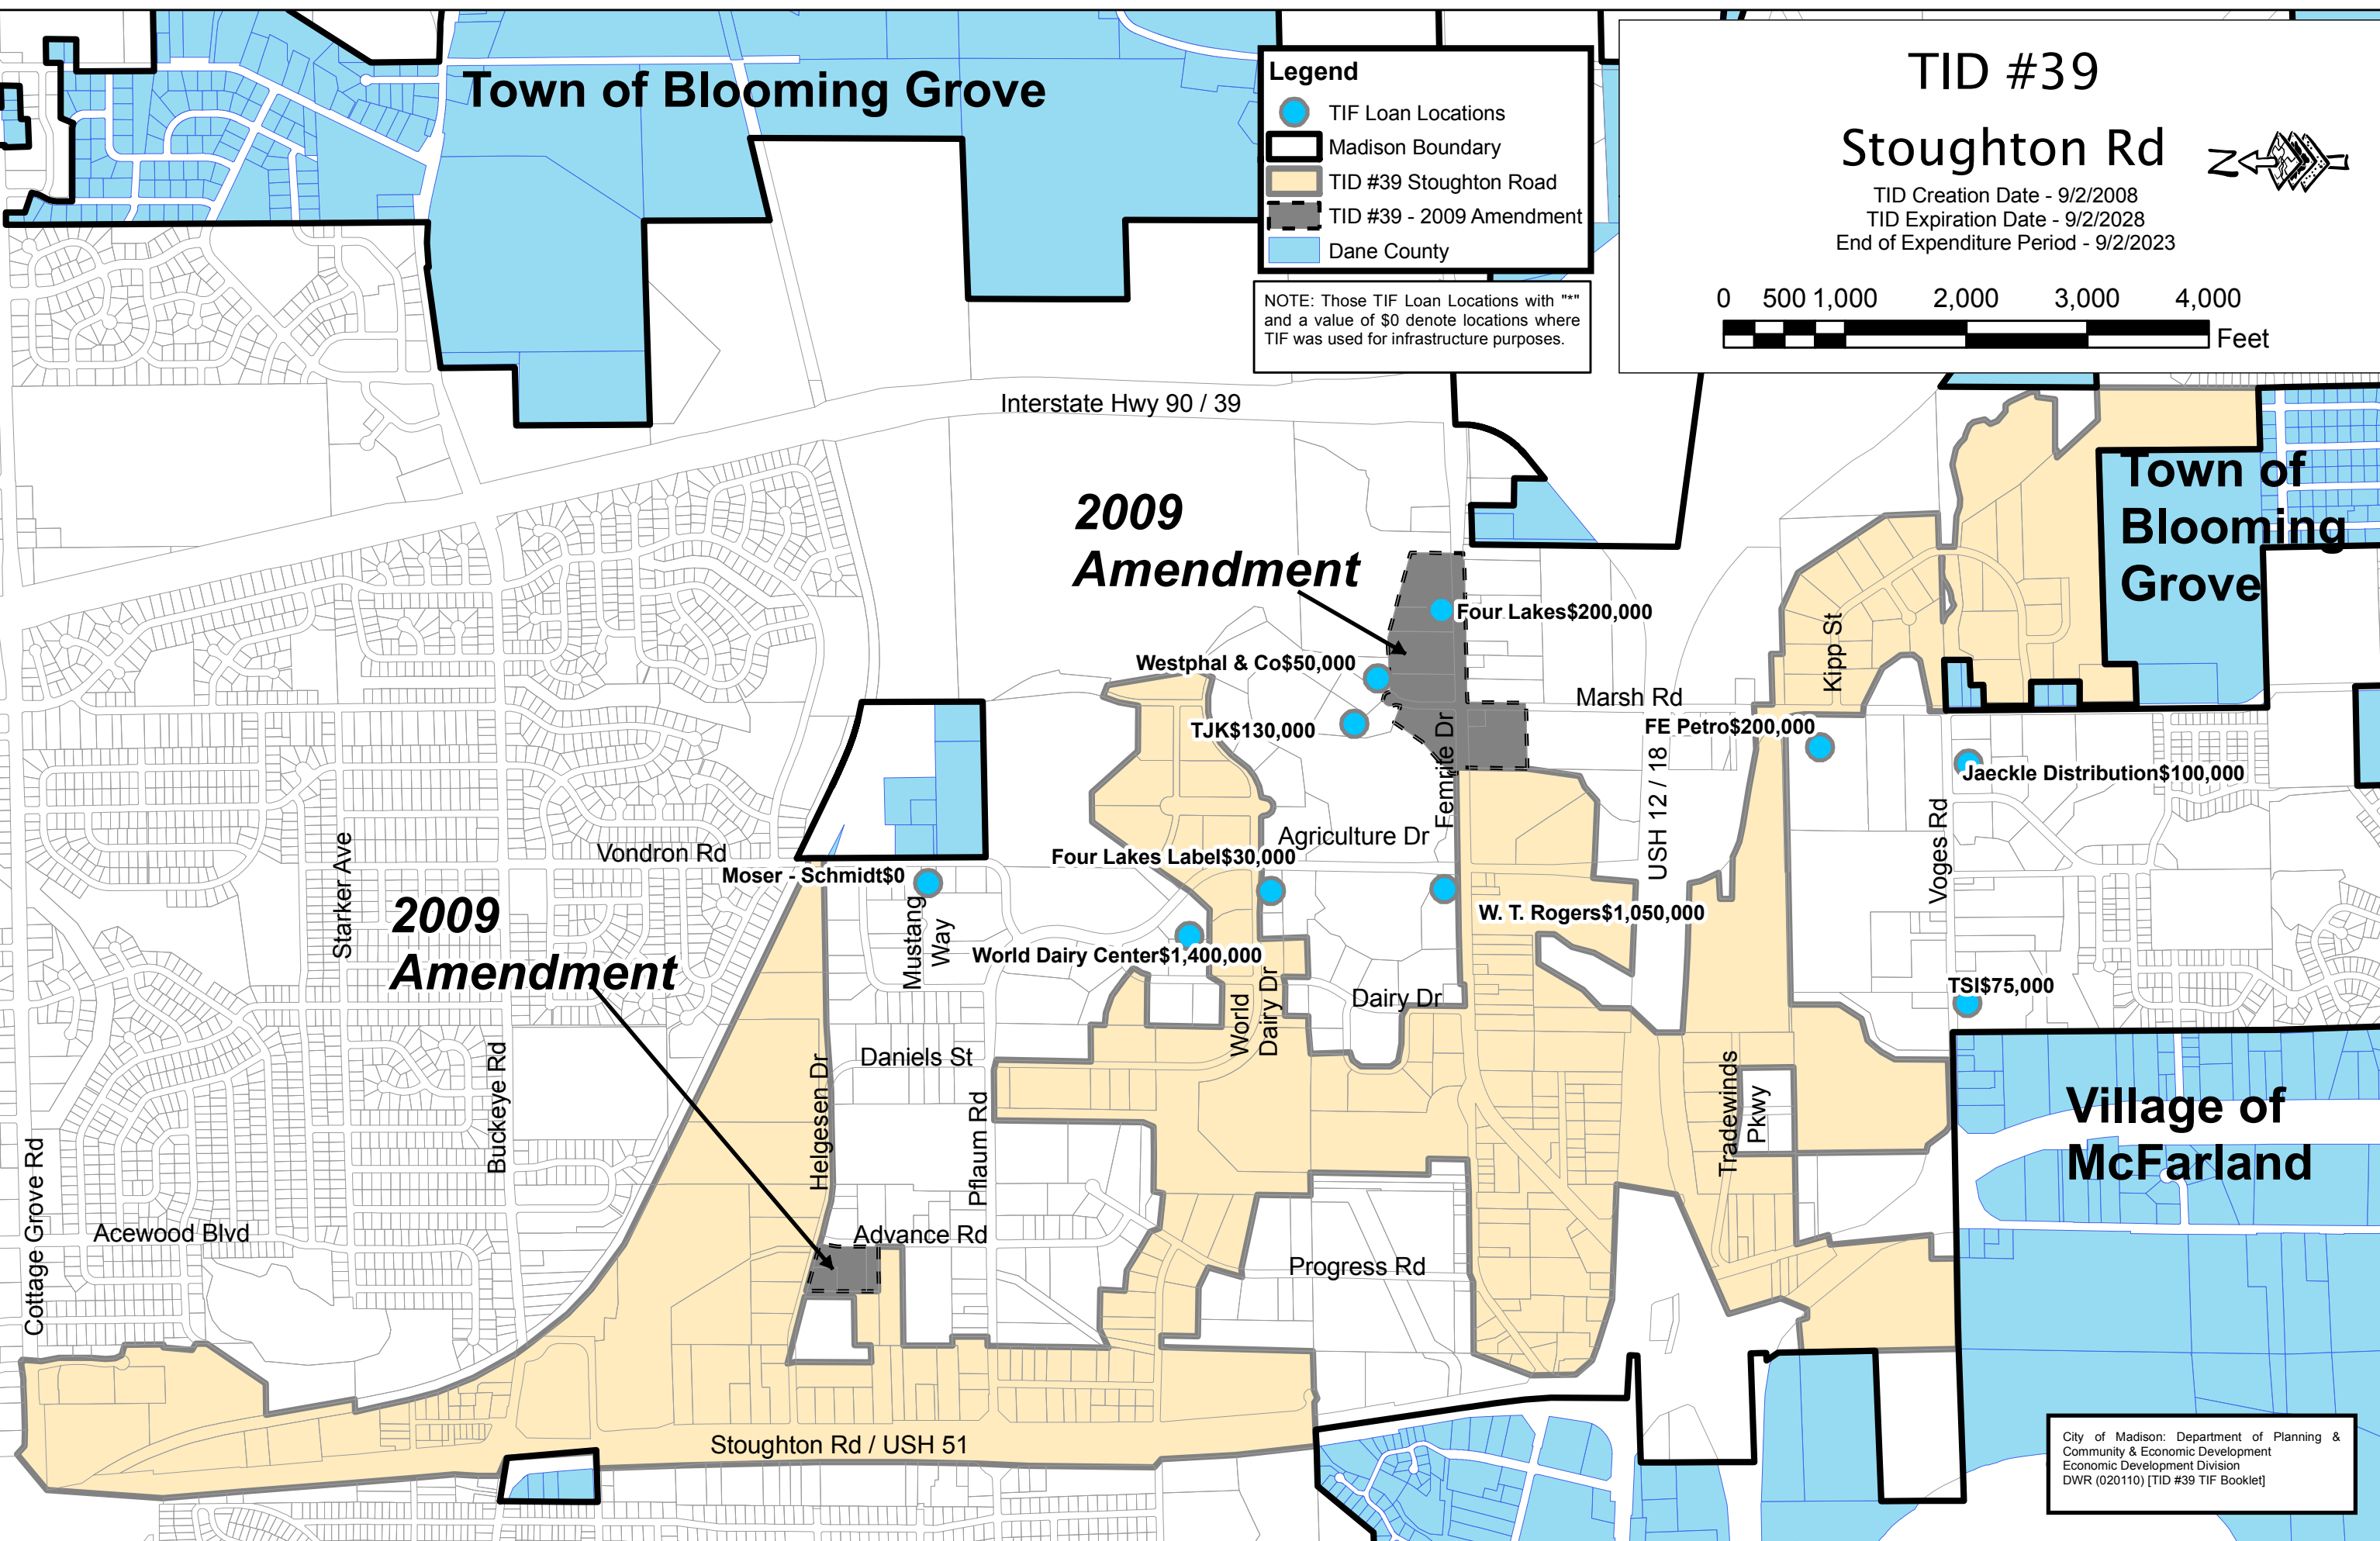 Town of Blooming Grove
Legend
TIF Loan Locations
Madison Boundary
TID #39 Stoughton Road
TID #39 - 2009 Amendment
Dane County
NOTE: Those TIF Loan Locations with "*"
and a value of $0 denote locations where
TIF was used for infrastructure purposes.
TID #39
Stoughton Rd
TID Creation Date - 9/2/2008
TID Expiration Date - 9/2/2028
End of Expenditure Period - 9/2/2023
N
0 500 1,000 2,000 3,000 4,000
Feet
Interstate Hwy 90 / 39
Town of
Blooming
Grove
2009
Amendment
Four Lakes$200,000
Westphal & Co$50,000
Kipp St
Marsh Rd
TJK$130,000
FE Petro$200,000
Femrite Dr
USH 12 / 18
Jaeckle Distribution$100,000
Agriculture Dr
Voges Rd
Starker Ave
Vondron Rd
Four Lakes Label$30,000
Moser - Schmidt$0
2009
Amendment
Mustang
Way
W. T. Rogers$1,050,000
World Dairy Center$1,400,000
TSI$75,000
Dairy Dr
World
Dairy Dr
Buckeye Rd
Helgesen Dr
Daniels St
Pflaum Rd
Tradewinds
Pkwy
Village of
McFarland
Cottage Grove Rd
Acewood Blvd
Advance Rd
Progress Rd
Stoughton Rd / USH 51
City of Madison: Department of Planning &
Community & Economic Development
Economic Development Division
DWR (020110) [TID #39 TIF Booklet]